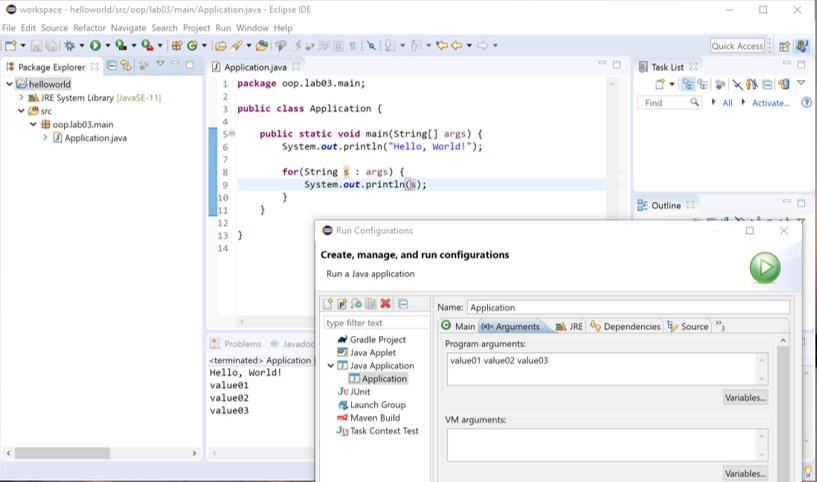 workspace - helloworld/src/oop/lab03/main/Application.java - Eclipse IDE
File Edit Source Refactor Navigate Search Project Run Window Help
Quick Access
Package Explorer
helloworld
JRE System Library [JavaSE-11]
src
oop.lab03.main
Application.java
Application.java
1 package oop.lab03.main;
2
3 public class Application {
4
5 public static void main(String[] args) {
6 System.out.println("Hello, World!");
7
8 for(String s : args) {
9 System.out.println(s);
10 }
11 }
12
13 }
14
Task List
Find
All
Activate...
Outline
Problems
Javadoc
<terminated> Application
Hello, World!
value01
value02
value03
Run Configurations
Create, manage, and run configurations
Run a Java application
type filter text
Gradle Project
Java Applet
Java Application
Application
JUnit
Launch Group
Maven Build
Task Context Test
Name: Application
Main
(x)= Arguments
JRE
Dependencies
Source
»3
Program arguments:
value01 value02 value03
Variables...
VM arguments:
Variables...